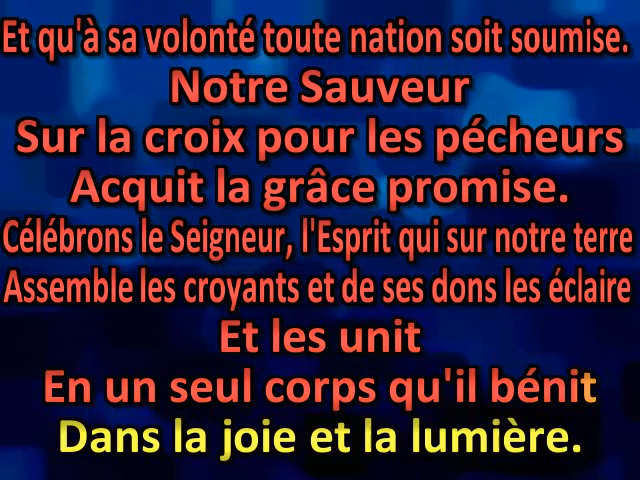 Et qu'à sa volonté toute nation soit soumise.
Notre Sauveur
Sur la croix pour les pécheurs
Acquit la grâce promise.
Célébrons le Seigneur, l'Esprit qui sur notre terre
Assemble les croyants et de ses dons les éclaire
Et les unit
En un seul corps qu'il bénit
Dans la joie et la lumière.